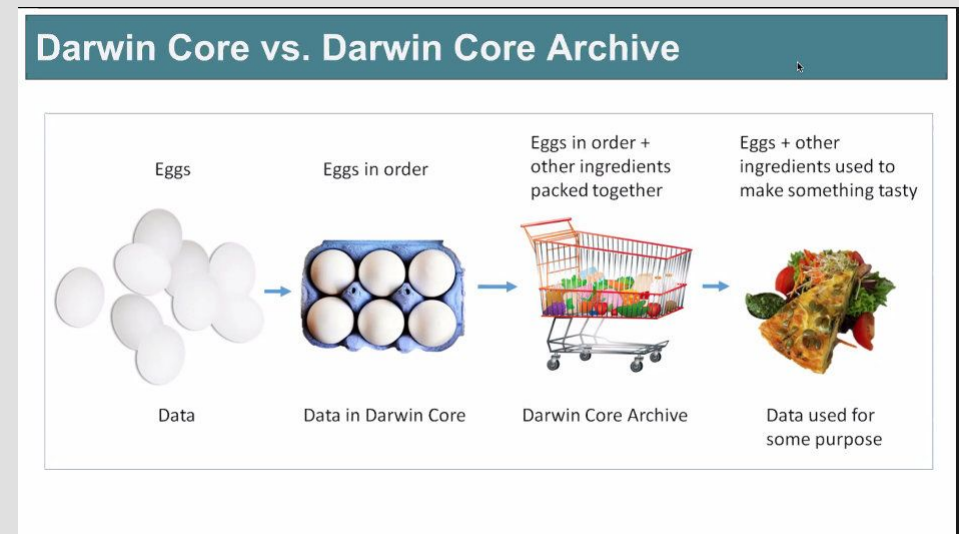 Darwin Core vs. Darwin Core Archive
Eggs
Eggs in order
Eggs in order +
other ingredients
packed together
Eggs + other
ingredients used to
make something tasty
Data
Data in Darwin Core
Darwin Core Archive
Data used for
some purpose